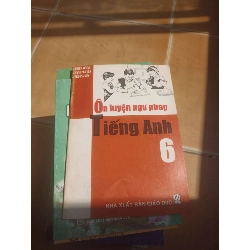 Ôn luyện ngữ pháp
Tiếng Anh
6
NHÀ XUẤT BẢN GIÁO DỤC